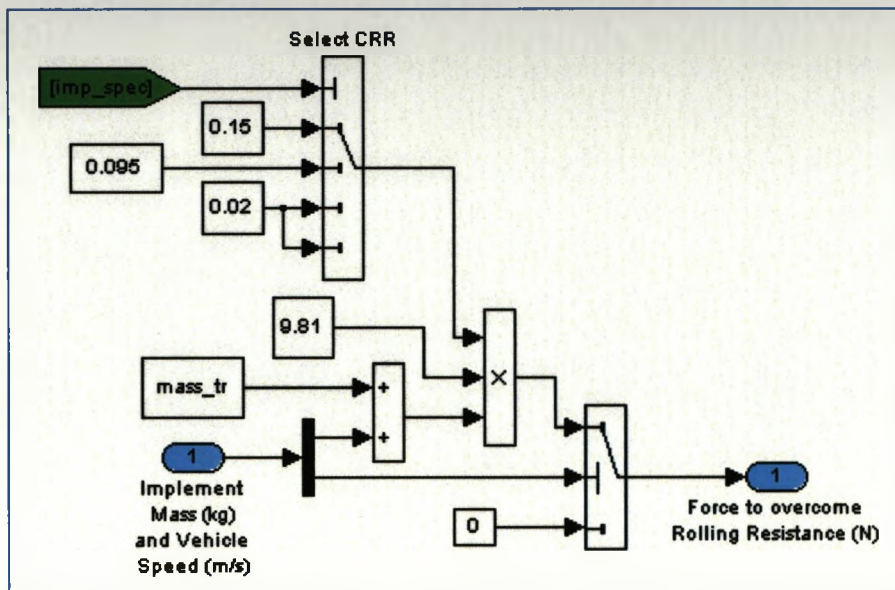 Select CRR
[imp_spec]
0.15
0.095
0.02
9.81
mass_tr
+
+
×
1
Implement
Mass (kg)
and Vehicle
Speed (m/s)
0
1
Force to overcome
Rolling Resistance (N)